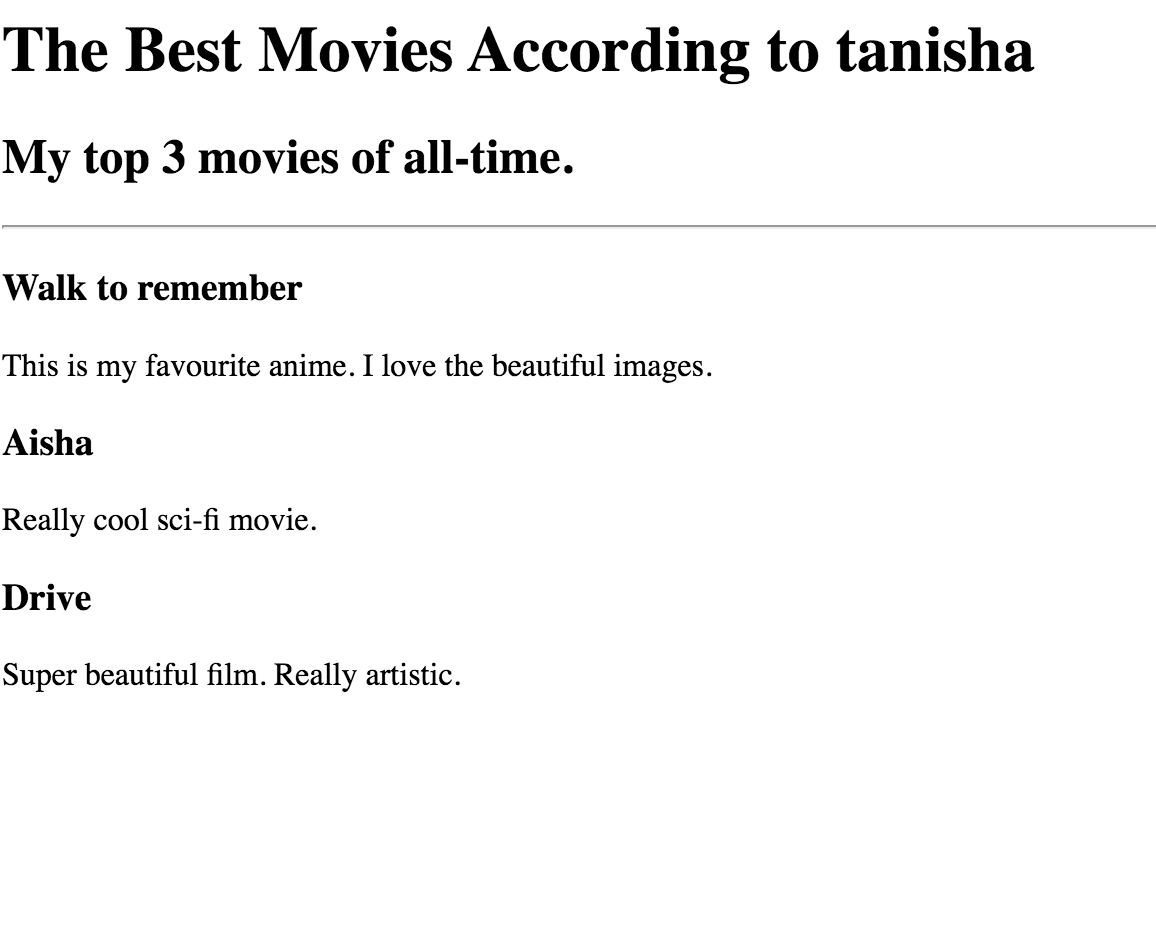 The Best Movies According to tanisha
My top 3 movies of all-time.
Walk to remember
This is my favourite anime. I love the beautiful images.
Aisha
Really cool sci-fi movie.
Drive
Super beautiful film. Really artistic.